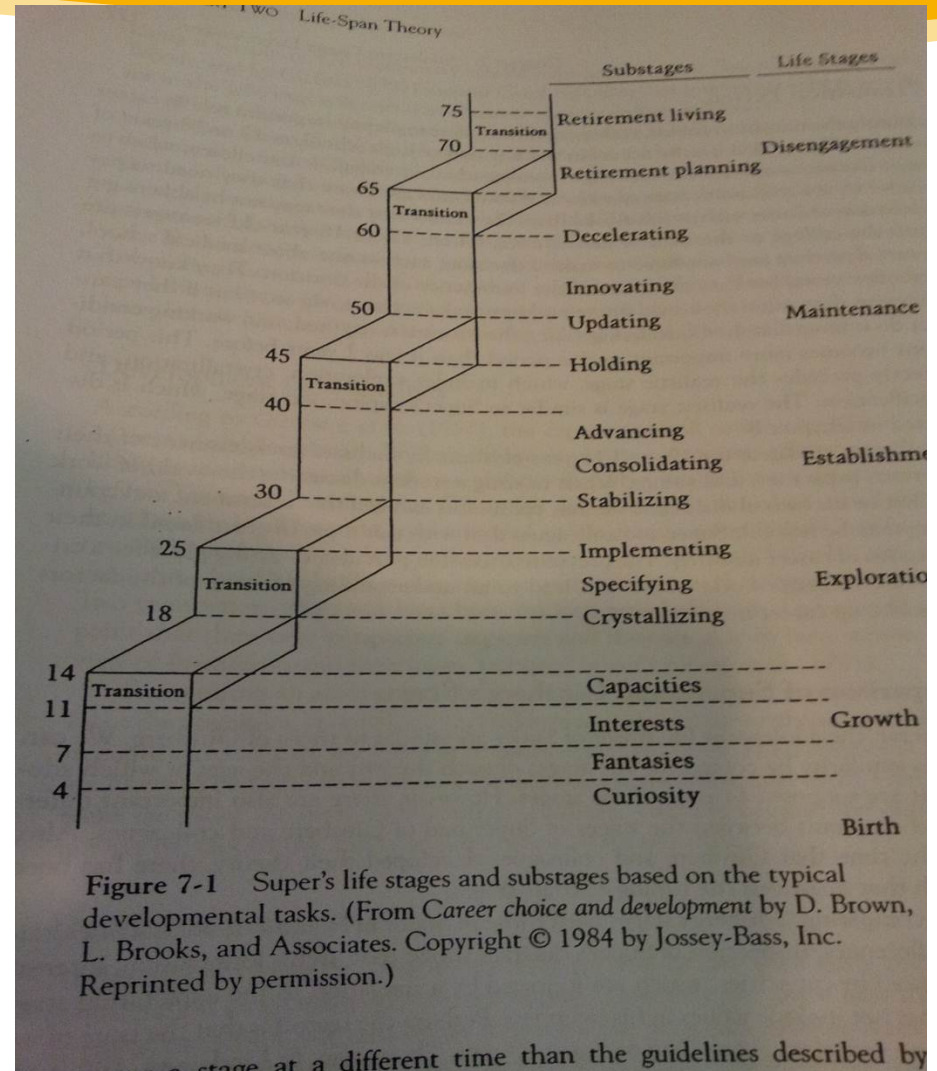 TWO Life-Span Theory
Substages Life Stages
75 Retirement living
Transition
70 Disengagement
Retirement planning
65
Transition
60 Decelerating
Innovating
50 Maintenance
Updating
45 Holding
Transition
40
Advancing
Consolidating Establishme
30 Stabilizing
25 Implementing
Transition Specifying Exploratio
18 Crystallizing
14
Transition Capacities
11
Interests Growth
7
Fantasies
4
Curiosity
Birth
Figure 7-1 Super's life stages and substages based on the typical
developmental tasks. (From Career choice and development by D. Brown,
L. Brooks, and Associates. Copyright © 1984 by Jossey-Bass, Inc.
Reprinted by permission.)
stage at a different time than the guidelines described by